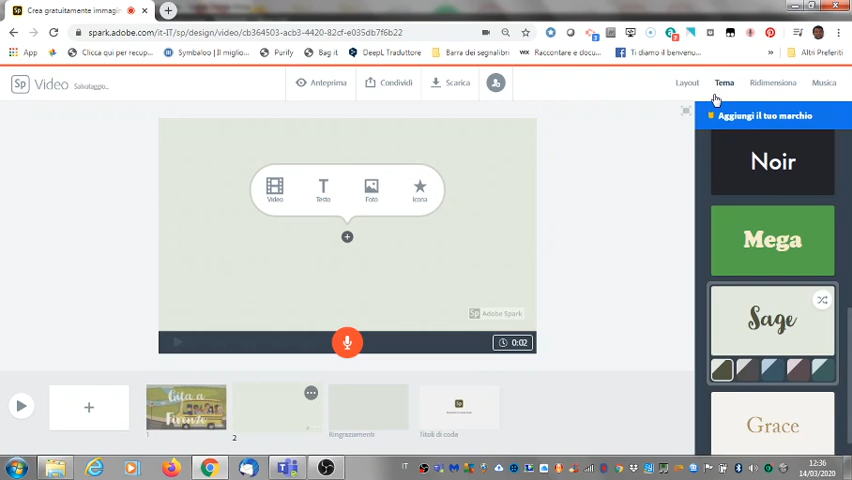 Crea gratuitamente immagin
spark.adobe.com/it-IT/sp/design/video/cb364503-acb3-4420-82cf-e035db7f6b22
App
Clicca qui per recup...
Symbaloo | Il miglio...
Purify
Bag it
DeepL Traduttore
Barra dei segnalibri
Racconta e docume...
Ti diamo il benvenu...
»
Altri Preferiti
Sp Video Salvataggio...
Anteprima
Condividi
Scarica
Layout
Tema
Ridimensiona
Musica
Aggiungi il tuo marchio
Video
Testo
Foto
Icona
Sp Adobe Spark
0:02
Noir
Mega
Sage
Grace
Gita a
Firenze
1
2
Ringraziamenti
Titoli di coda
IT
12:36
14/03/2020